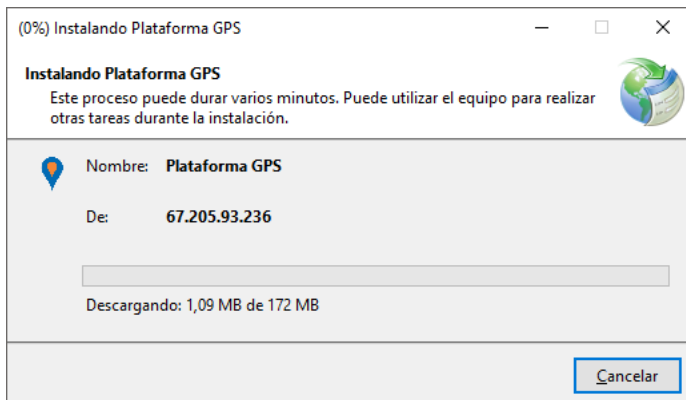 (0%) Instalando Plataforma GPS
Instalando Plataforma GPS
Este proceso puede durar varios minutos. Puede utilizar el equipo para realizar
otras tareas durante la instalación.
Nombre: Plataforma GPS
De: 67.205.93.236
Descargando: 1,09 MB de 172 MB
Cancelar